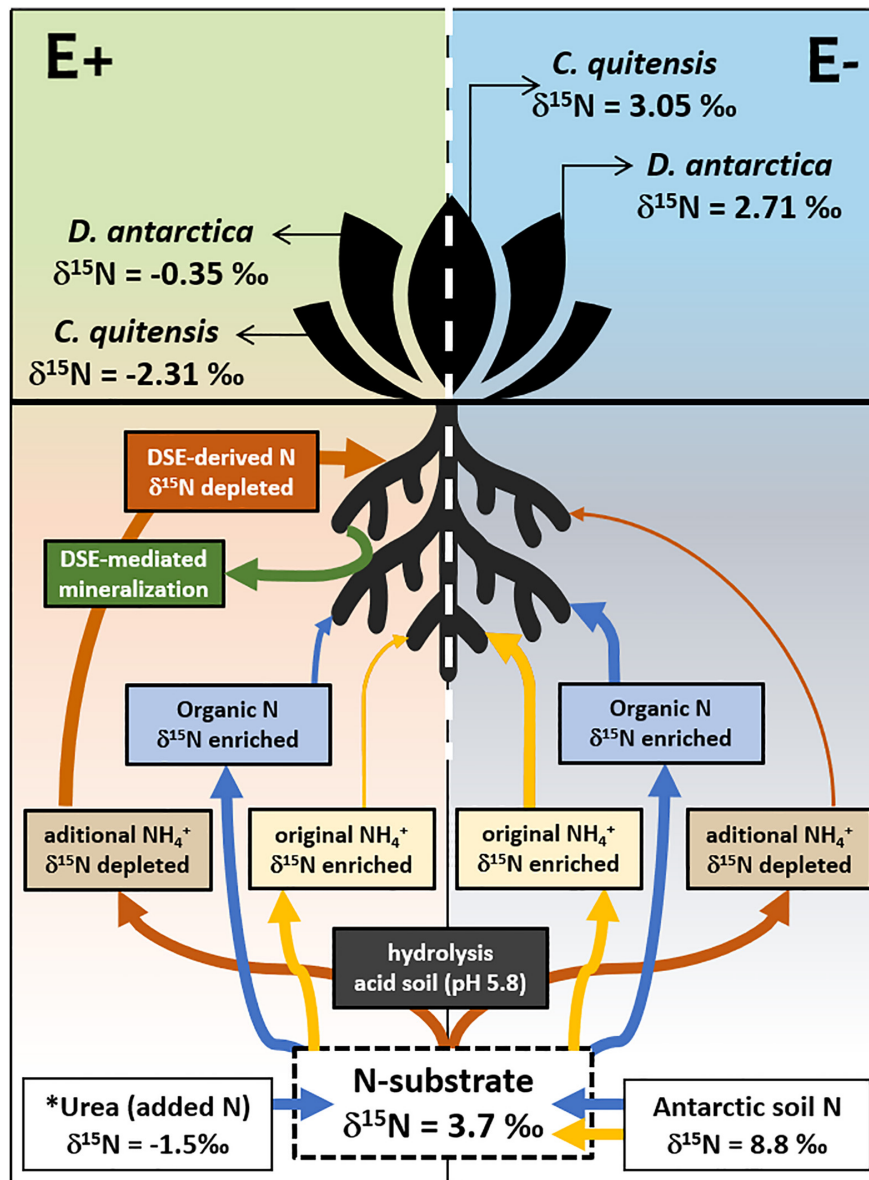 E+
E-
C. quitensis
δ¹⁵N = 3.05 ‰
D. antarctica
δ¹⁵N = 2.71 ‰
D. antarctica
δ¹⁵N = -0.35 ‰
C. quitensis
δ¹⁵N = -2.31 ‰
DSE-derived N
δ¹⁵N depleted
DSE-mediated
mineralization
Organic N
δ¹⁵N enriched
Organic N
δ¹⁵N enriched
aditional NH₄⁺
δ¹⁵N depleted
original NH₄⁺
δ¹⁵N enriched
original NH₄⁺
δ¹⁵N enriched
aditional NH₄⁺
δ¹⁵N depleted
hydrolysis
acid soil (pH 5.8)
N-substrate
δ¹⁵N = 3.7 ‰
*Urea (added N)
δ¹⁵N = -1.5‰
Antarctic soil N
δ¹⁵N = 8.8 ‰